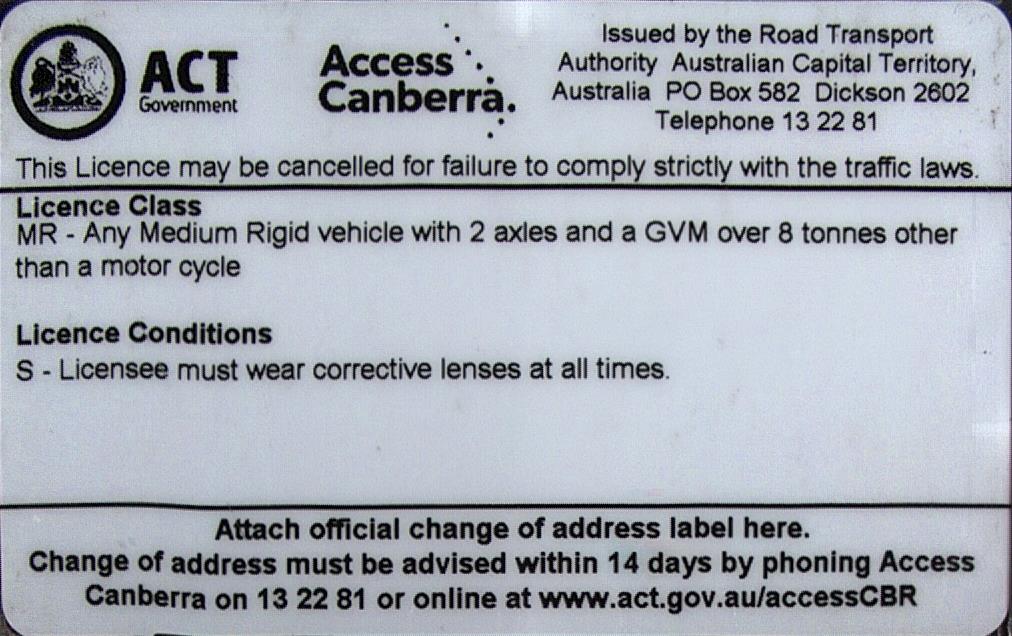 ACT
Government
Access
Canberra.
Issued by the Road Transport
Authority Australian Capital Territory,
Australia PO Box 582 Dickson 2602
Telephone 13 22 81
This Licence may be cancelled for failure to comply strictly with the traffic laws.
Licence Class
MR - Any Medium Rigid vehicle with 2 axles and a GVM over 8 tonnes other
than a motor cycle
Licence Conditions
S - Licensee must wear corrective lenses at all times.
Attach official change of address label here.
Change of address must be advised within 14 days by phoning Access
Canberra on 13 22 81 or online at www.act.gov.au/accessCBR